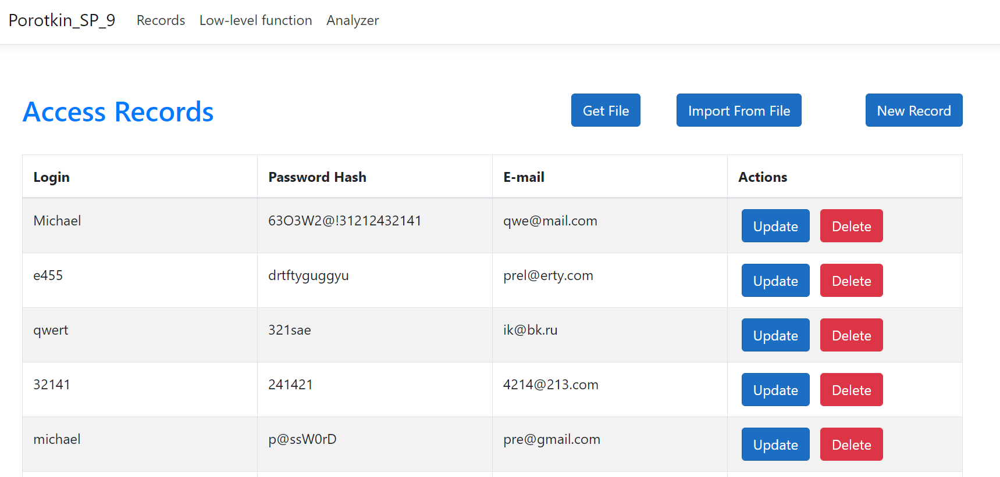 Porotkin_SP_9 Records Low-level function Analyzer
Access Records Get File Import From File New Record
Login Password Hash E-mail Actions
Michael 63O3W2@!31212432141 qwe@mail.com Update Delete
e455 drtftyguggyu prel@erty.com Update Delete
qwert 321sae ik@bk.ru Update Delete
32141 241421 4214@213.com Update Delete
michael p@ssW0rD pre@gmail.com Update Delete